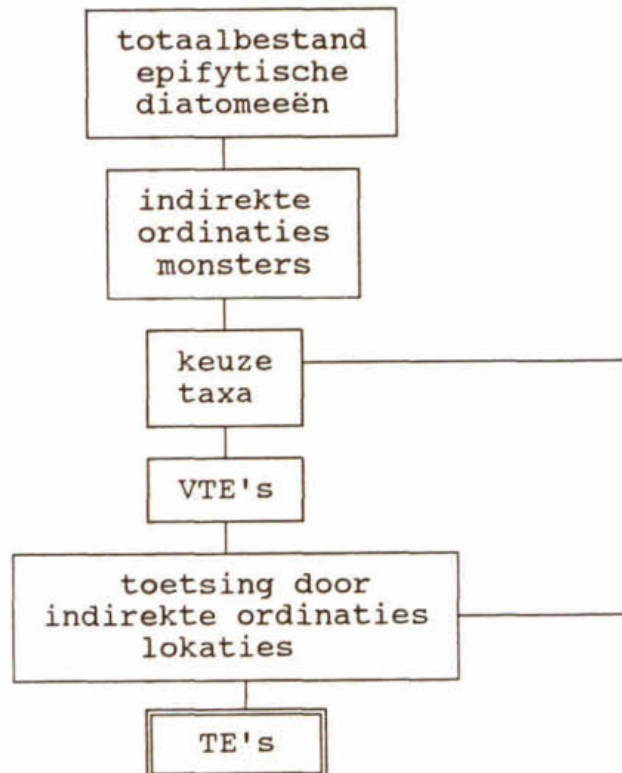 totaalbestand
epifytische
diatomeeën
indirekte
ordinaties
monsters
keuze
taxa
VTE's
toetsing door
indirekte ordinaties
lokaties
TE's